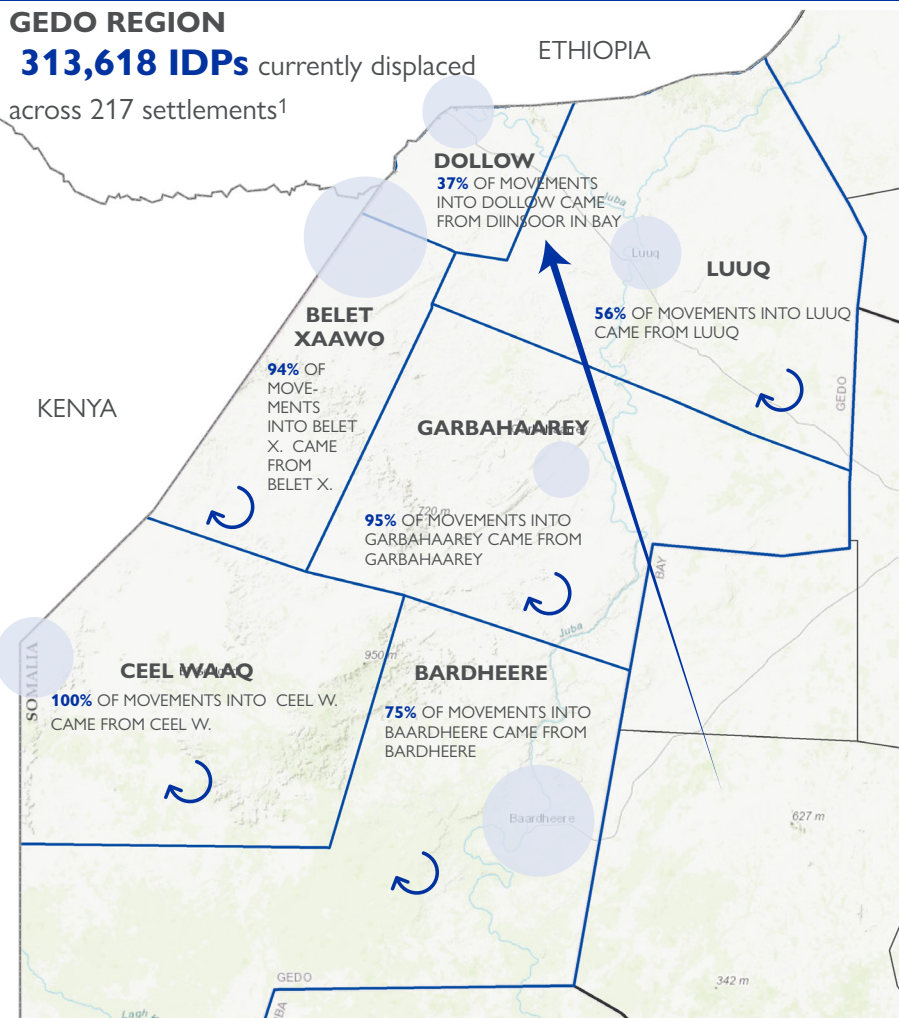 GEDO REGION
313,618 IDPs currently displaced
across 217 settlements¹
ETHIOPIA
DOLLOW
37% OF MOVEMENTS
INTO DOLLOW CAME
FROM DIINSOOR IN BAY
Juba
Luuq
LUUQ
56% OF MOVEMENTS INTO LUUQ
CAME FROM LUUQ
BELET
XAAWO
94% OF
MOVE-
MENTS
INTO BELET
X. CAME
FROM
BELET X.
KENYA
GEDO
GARBAHAAREY
720 m
95% OF MOVEMENTS INTO
GARBAHAAREY CAME FROM
GARBAHAAREY
BAY
Juba
950 m
SOMALIA
CEEL WAAQ
100% OF MOVEMENTS INTO CEEL W.
CAME FROM CEEL W.
BARDHEERE
75% OF MOVEMENTS INTO
BAARDHEERE CAME FROM
BARDHEERE
Baardheere
627 m
GEDO
342 m
Lagh
BA